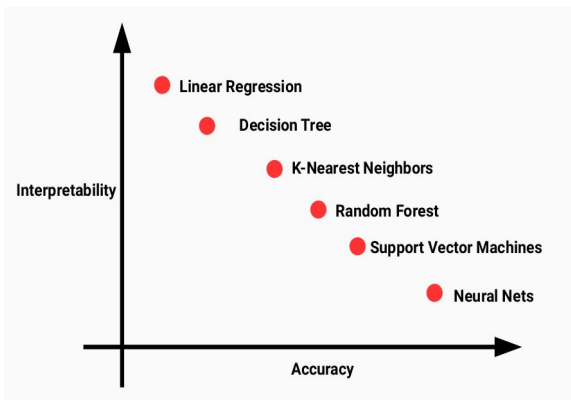 Linear Regression
Decision Tree
K-Nearest Neighbors
Interpretability
Random Forest
Support Vector Machines
Neural Nets
Accuracy